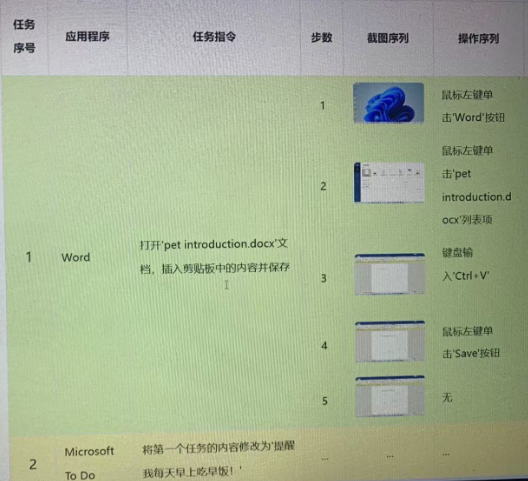 任务
序号
应用程序
任务指令
步数
截图序列
操作序列
1
Word
打开'pet introduction.docx'文
档，插入剪贴板中的内容并保存
1
鼠标左键单
击'Word'按钮
2
鼠标左键单
击'pet
introduction.d
ocx'列表项
3
键盘输
入'Ctrl+V'
4
鼠标左键单
击'Save'按钮
5
无
2
Microsoft
To Do
将第一个任务的内容修改为'提醒
我每天早上吃早饭！'
...
...
...